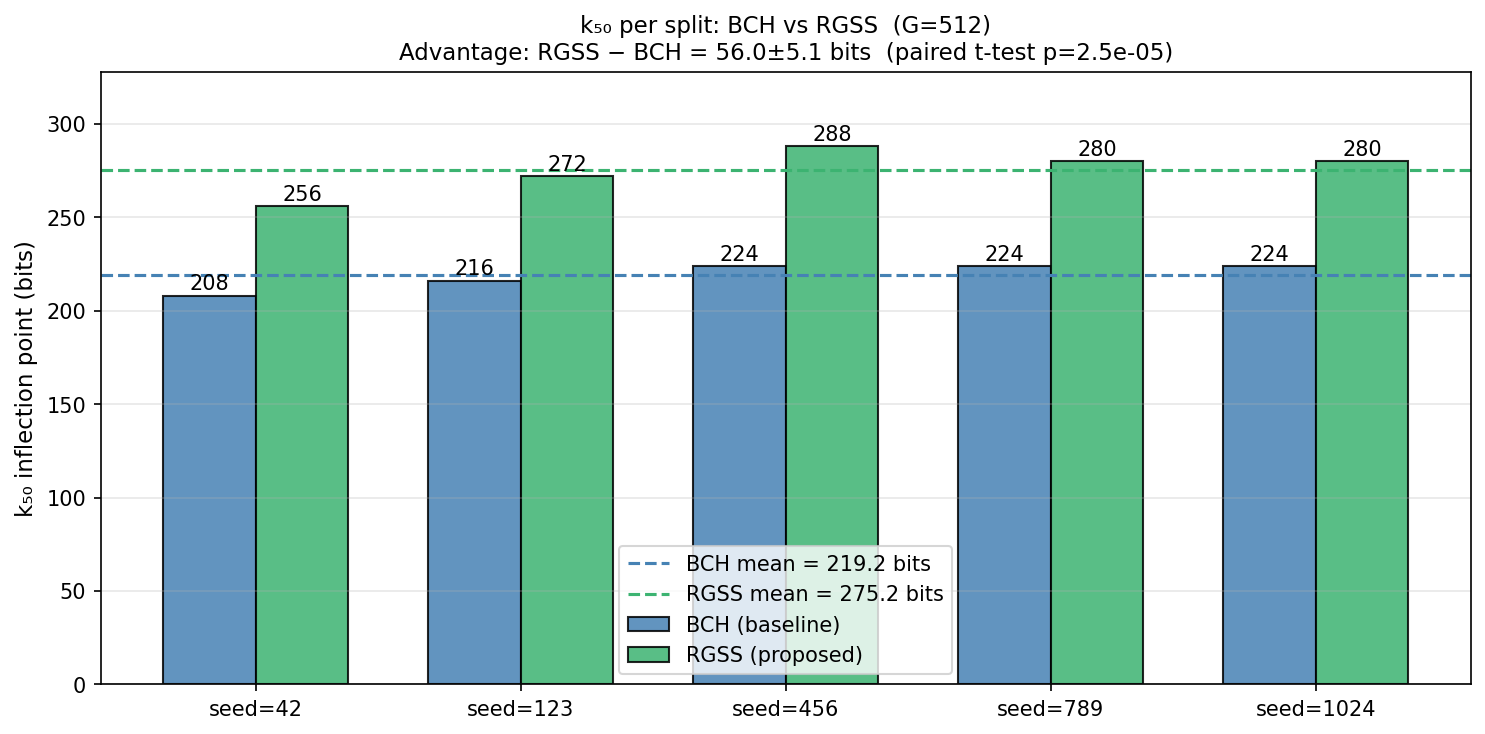 k₅₀ per split: BCH vs RGSS (G=512)
Advantage: RGSS − BCH = 56.0±5.1 bits (paired t-test p=2.5e-05)
k₅₀ inflection point (bits)
300
250
200
150
100
50
0
208
256
216
272
224
288
224
280
224
280
BCH mean = 219.2 bits
RGSS mean = 275.2 bits
BCH (baseline)
RGSS (proposed)
seed=42
seed=123
seed=456
seed=789
seed=1024